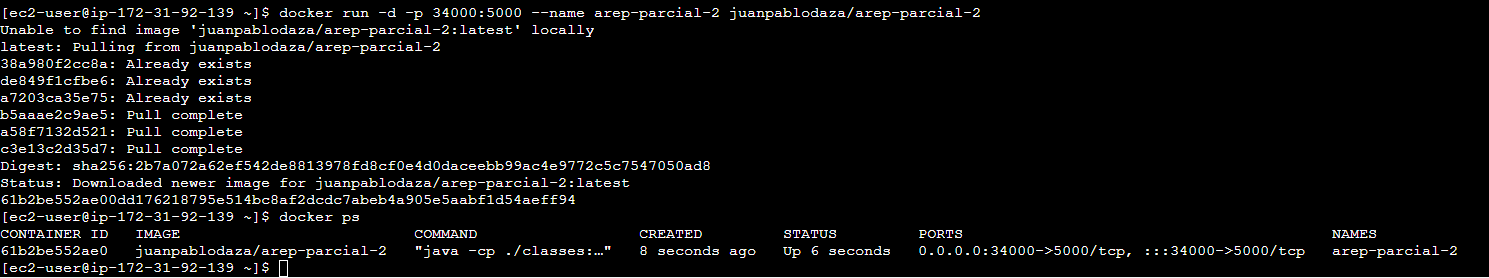 [ec2-user@ip-172-31-92-139 ~]$ docker run -d -p 34000:5000 --name arep-parcial-2 juanpablodaza/arep-parcial-2
Unable to find image 'juanpablodaza/arep-parcial-2:latest' locally
latest: Pulling from juanpablodaza/arep-parcial-2
38a980f2cc8a: Already exists
de849f1cfbe6: Already exists
a7203ca35e75: Already exists
b5aaae2c9ae5: Pull complete
a58f7132d521: Pull complete
c3e13c2d35d7: Pull complete
Digest: sha256:2b7a072a62ef542de8813978fd8cf0e4d0daceebb99ac4e9772c5c7547050ad8
Status: Downloaded newer image for juanpablodaza/arep-parcial-2:latest
61b2be552ae00dd176218795e514bc8af2dcdc7abeb4a905e5aabf1d54aeff94
[ec2-user@ip-172-31-92-139 ~]$ docker ps
CONTAINER ID   IMAGE                          COMMAND                  CREATED         STATUS         PORTS                                         NAMES
61b2be552ae0   juanpablodaza/arep-parcial-2   "java -cp ./classes:…"   8 seconds ago   Up 6 seconds   0.0.0.0:34000->5000/tcp, :::34000->5000/tcp   arep-parcial-2
[ec2-user@ip-172-31-92-139 ~]$